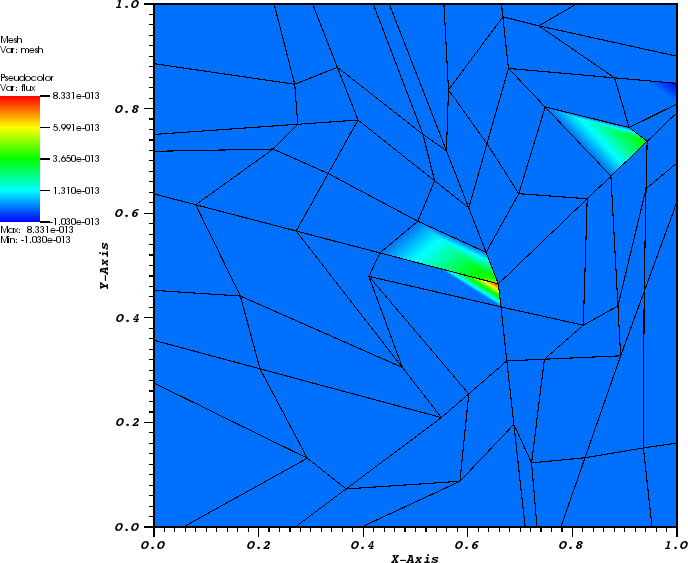 Mesh
Var: mesh
Pseudocolor
Var: flux
8.331e-013
5.991e-013
3.650e-013
1.310e-013
-1.030e-013
Max: 8.331e-013
Min: -1.030e-013
1.0
0.8
0.6
0.4
0.2
0.0
Y-Axis
0.0 0.2 0.4 0.6 0.8 1.0
X-Axis